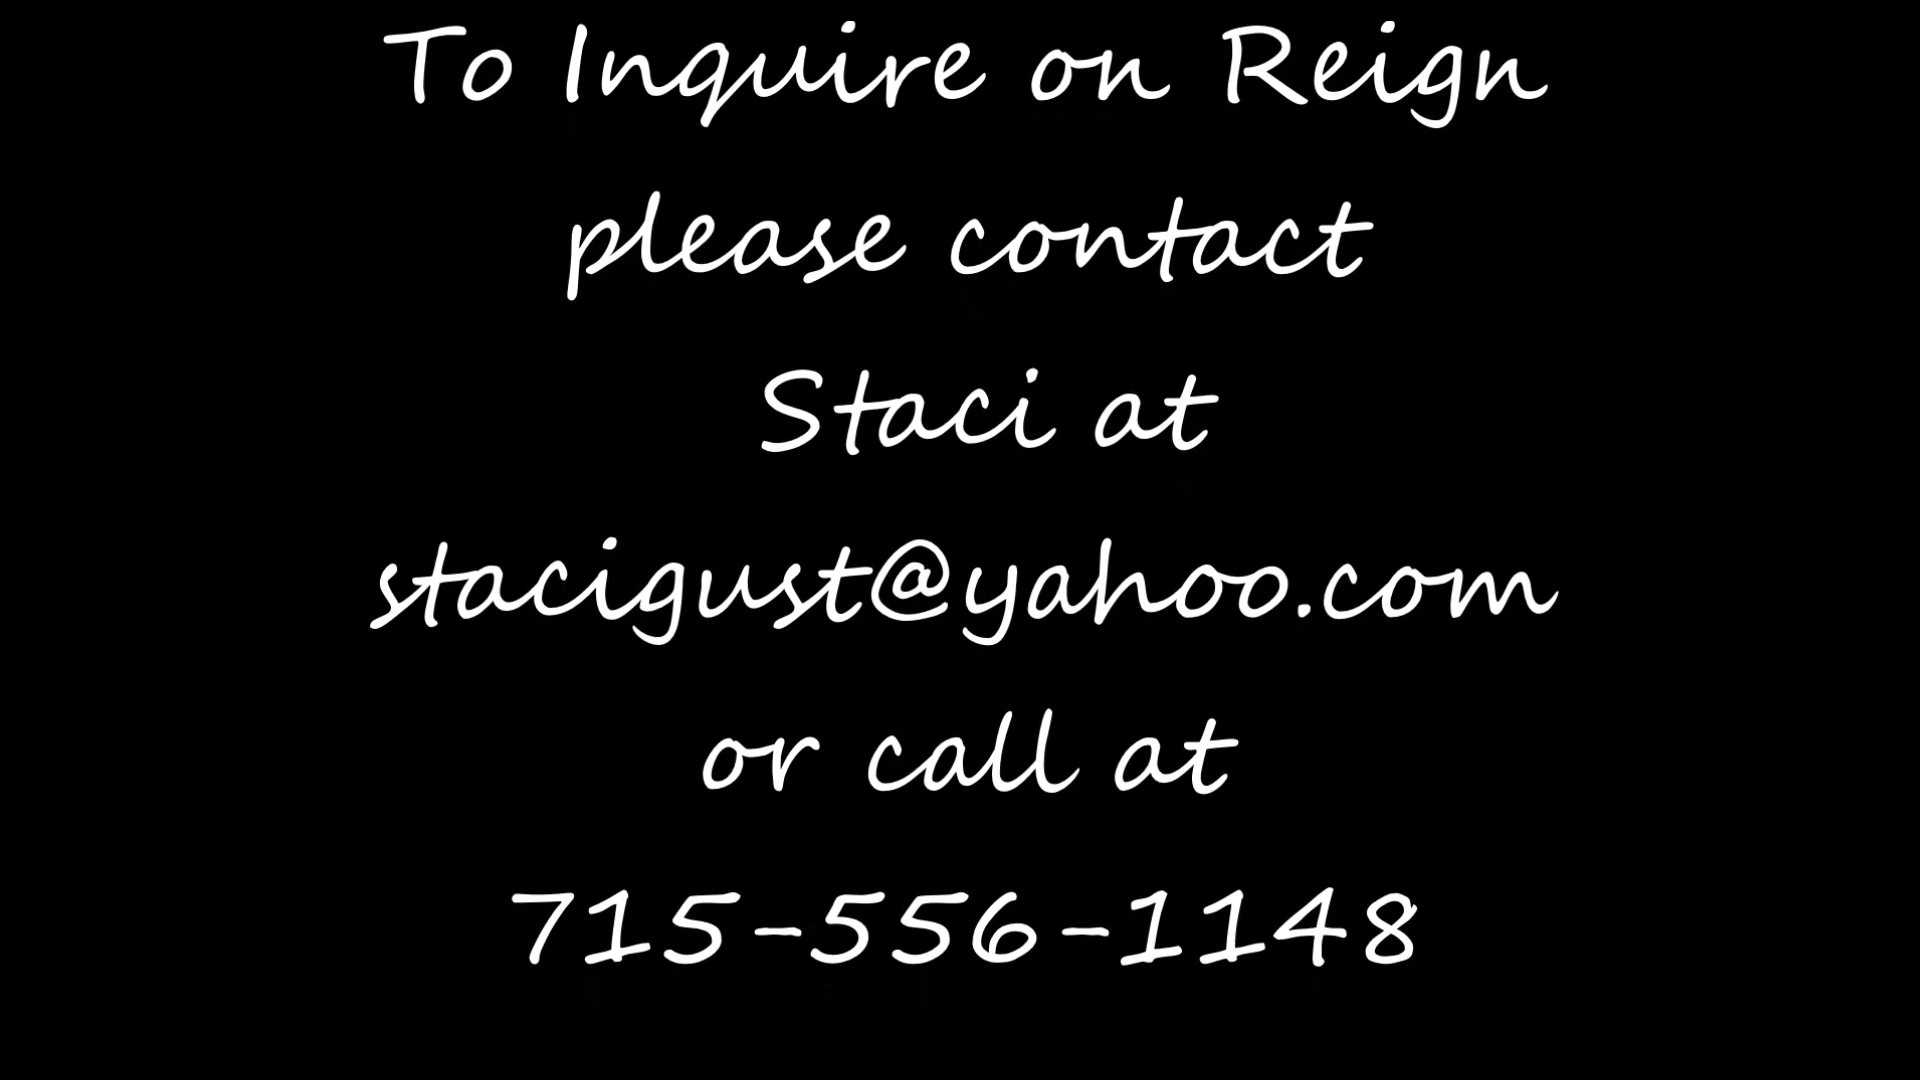 To Inquire on Reign
please contact
Staci at
stacigust@yahoo.com
or call at
715-556-1148